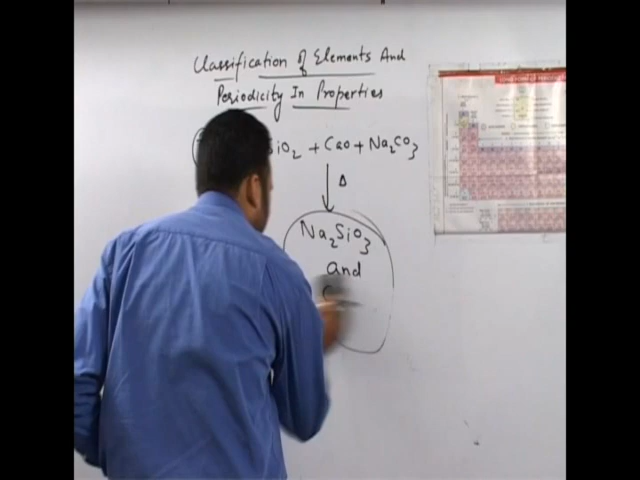 Classification of Elements And
Periodicity In Properties
SiO2 + Cao + Na2CO3
Δ
Na2SiO3
and